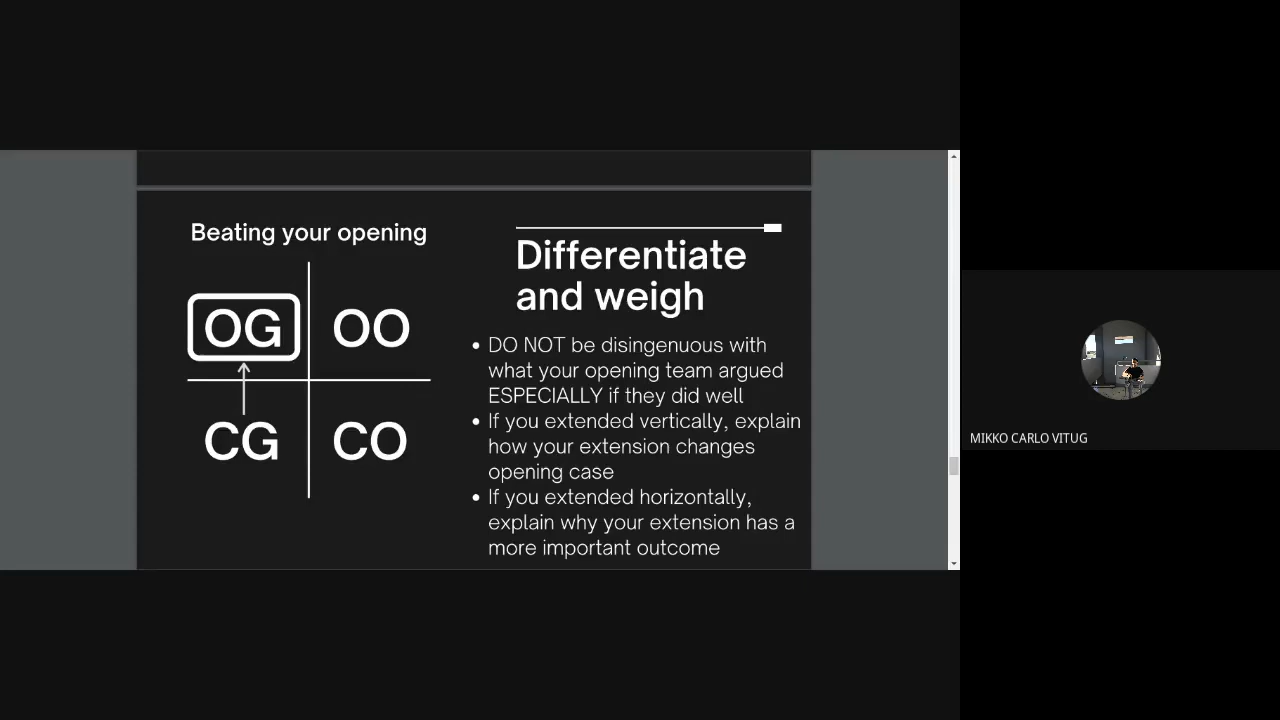 Beating your opening
OG
OO
CG
CO
Differentiate
and weigh
• DO NOT be disingenuous with
what your opening team argued
ESPECIALLY if they did well
• If you extended vertically, explain
how your extension changes
opening case
• If you extended horizontally,
explain why your extension has a
more important outcome
MIKKO CARLO VITUG